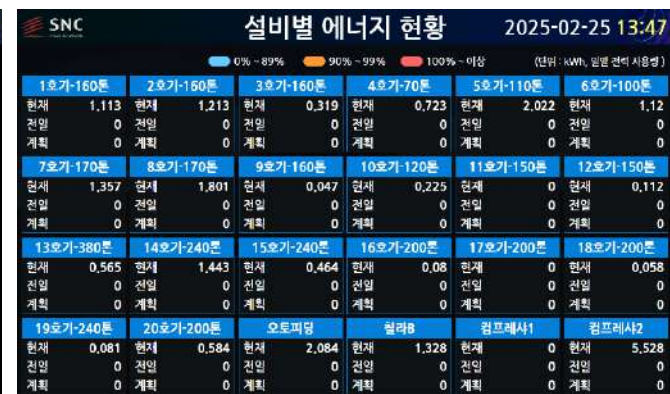 SNC 설비별 에너지 현황 2025-02-25 13:47
0% ~ 89% 90% ~ 99% 100% ~ 이상 (단위 : kWh, 일별 전력 사용량)
1호기-160톤 2호기-160톤 3호기-160톤 4호기-70톤 5호기-110톤 6호기-100톤
현재 1,113 현재 1,213 현재 0,319 현재 0,723 현재 2,022 현재 1,12
전일 0 전일 0 전일 0 전일 0 전일 0 전일 0
계획 0 계획 0 계획 0 계획 0 계획 0 계획 0
7호기-170톤 8호기-170톤 9호기-160톤 10호기-120톤 11호기-150톤 12호기-150톤
현재 1,357 현재 1,801 현재 0,047 현재 0,225 현재 0 현재 0,112
전일 0 전일 0 전일 0 전일 0 전일 0 전일 0
계획 0 계획 0 계획 0 계획 0 계획 0 계획 0
13호기-380톤 14호기-240톤 15호기-240톤 16호기-200톤 17호기-200톤 18호기-200톤
현재 0,565 현재 1,443 현재 0,464 현재 0,08 현재 0 현재 0,058
전일 0 전일 0 전일 0 전일 0 전일 0 전일 0
계획 0 계획 0 계획 0 계획 0 계획 0 계획 0
19호기-240톤 20호기-200톤 오토피딩 칠라B 컴프레샤1 컴프레샤2
현재 0,081 현재 0,584 현재 2,084 현재 1,328 현재 0 현재 5,528
전일 0 전일 0 전일 0 전일 0 전일 0 전일 0
계획 0 계획 0 계획 0 계획 0 계획 0 계획 0